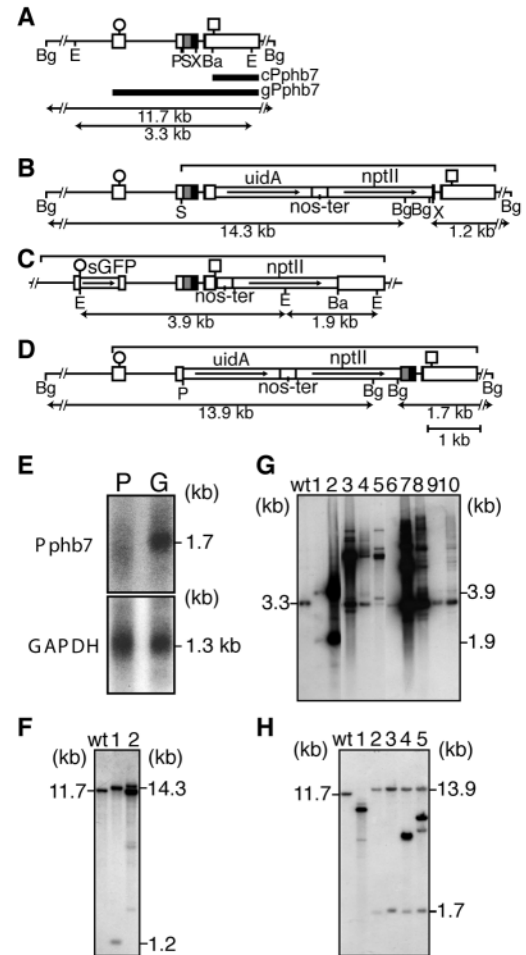 A
Bg E PSXBa E Bg
cPphb7
gPphb7
11.7 kb
3.3 kb
B
uidA nptII
Bg S nos-ter BgBg X Bg
14.3 kb 1.2 kb
C
sGFP nptII
E nos-ter E Ba E
3.9 kb 1.9 kb
D
uidA nptII
Bg P nos-ter Bg Bg Bg
13.9 kb 1.7 kb
1 kb
E
P G (kb)
Pphb7 1.7
(kb)
GAPDH 1.3 kb
G
wt1 2 3 4 5 6 7 8 9 10
(kb) (kb)
3.3 3.9
1.9
F
wt 1 2
(kb) (kb)
11.7 14.3
1.2
H
wt 1 2 3 4 5
(kb) (kb)
11.7 13.9
1.7